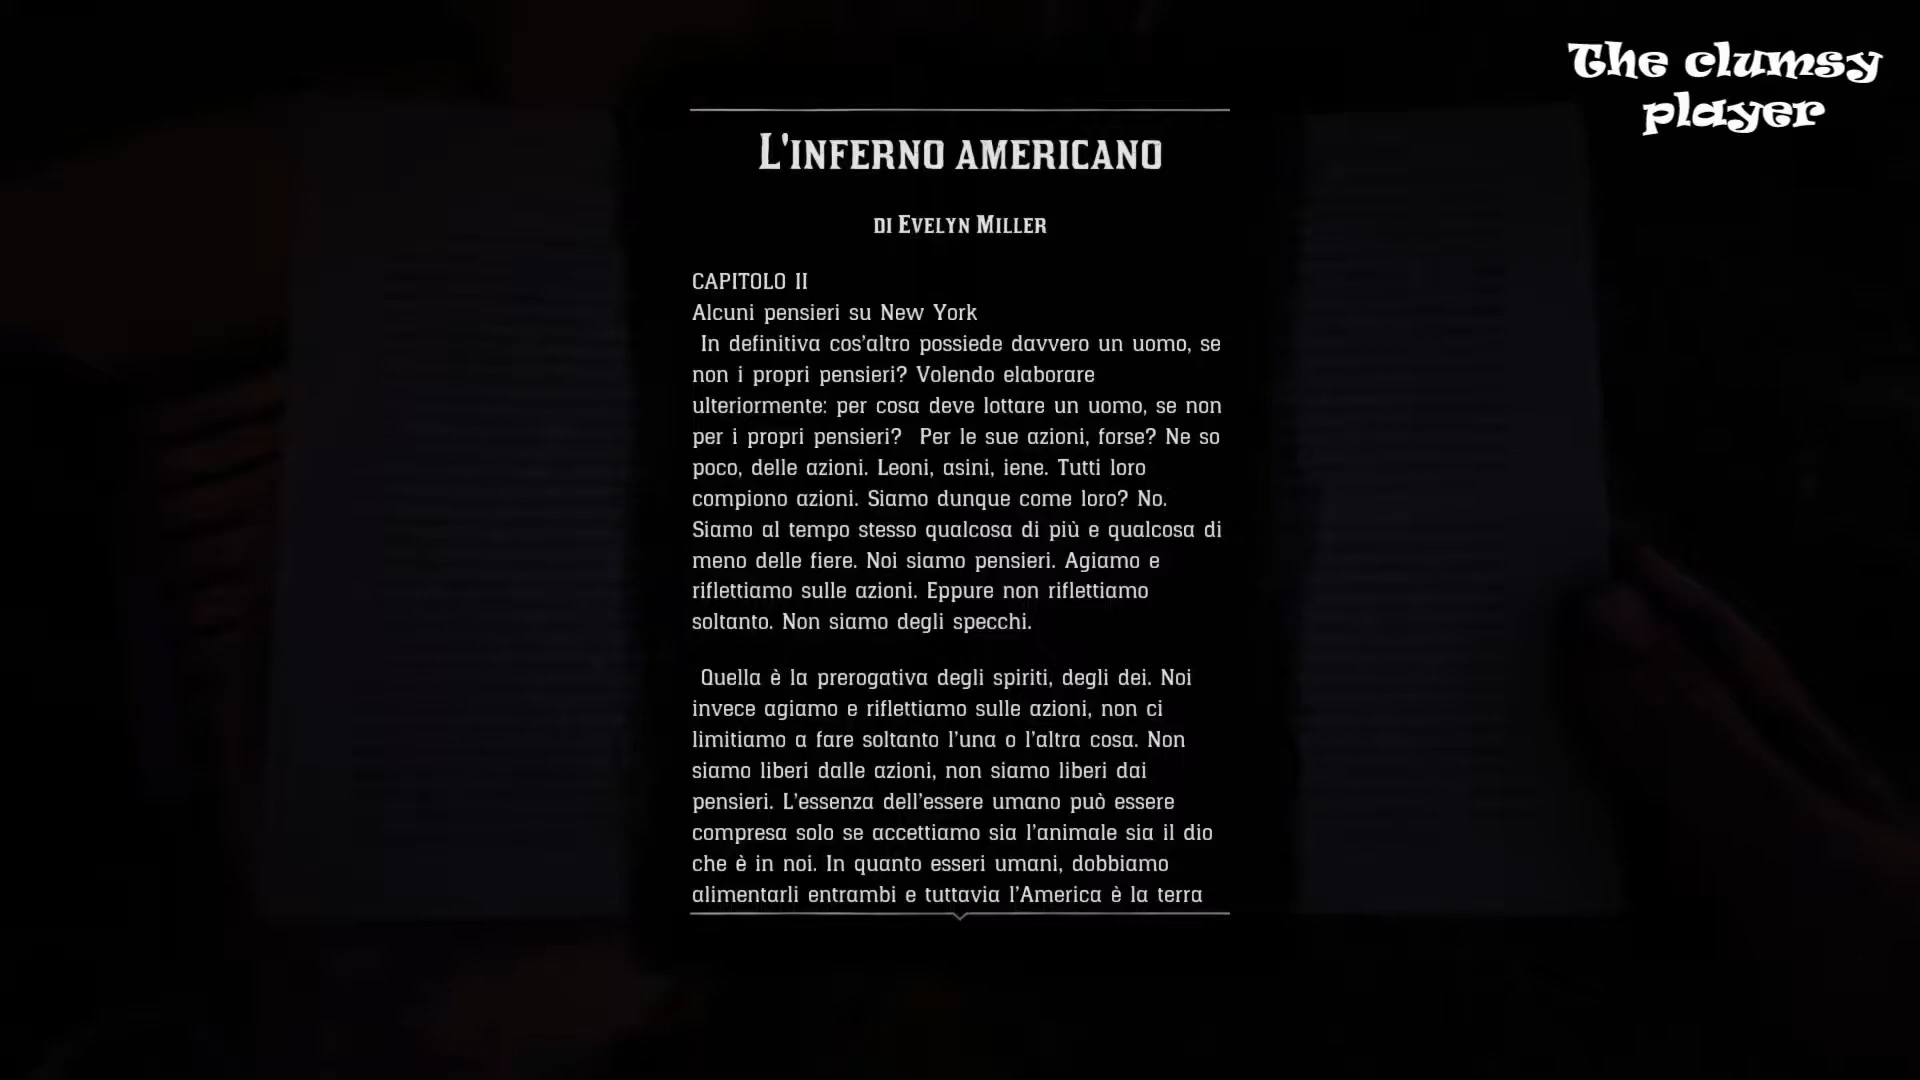 The clumsy
player
L'INFERNO AMERICANO
DI EVELYN MILLER
CAPITOLO II
Alcuni pensieri su New York
In definitiva cos'altro possiede davvero un uomo, se
non i propri pensieri? Volendo elaborare
ulteriormente: per cosa deve lottare un uomo, se non
per i propri pensieri?  Per le sue azioni, forse? Ne so
poco, delle azioni. Leoni, asini, iene. Tutti loro
compiono azioni. Siamo dunque come loro? No.
Siamo al tempo stesso qualcosa di più e qualcosa di
meno delle fiere. Noi siamo pensieri. Agiamo e
riflettiamo sulle azioni. Eppure non riflettiamo
soltanto. Non siamo degli specchi.
Quella è la prerogativa degli spiriti, degli dei. Noi
invece agiamo e riflettiamo sulle azioni, non ci
limitiamo a fare soltanto l'una o l'altra cosa. Non
siamo liberi dalle azioni, non siamo liberi dai
pensieri. L'essenza dell'essere umano può essere
compresa solo se accettiamo sia l'animale sia il dio
che è in noi. In quanto esseri umani, dobbiamo
alimentarli entrambi e tuttavia l'America è la terra